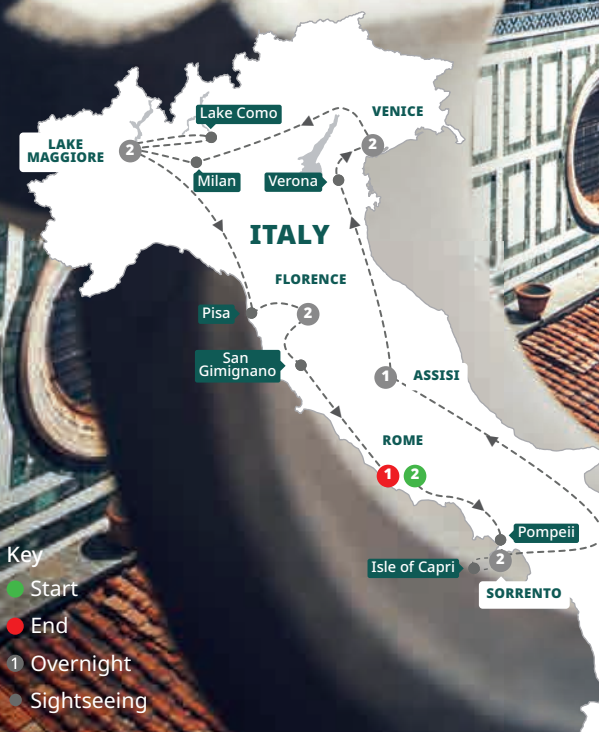 Lake Como
VENICE
LAKE
MAGGIORE
2
2
Milan
Verona
ITALY
FLORENCE
Pisa
2
San
Gimignano
1
ASSISI
ROME
1
2
Pompeii
2
Isle of Capri
SORRENTO
Key
Start
End
1 Overnight
Sightseeing